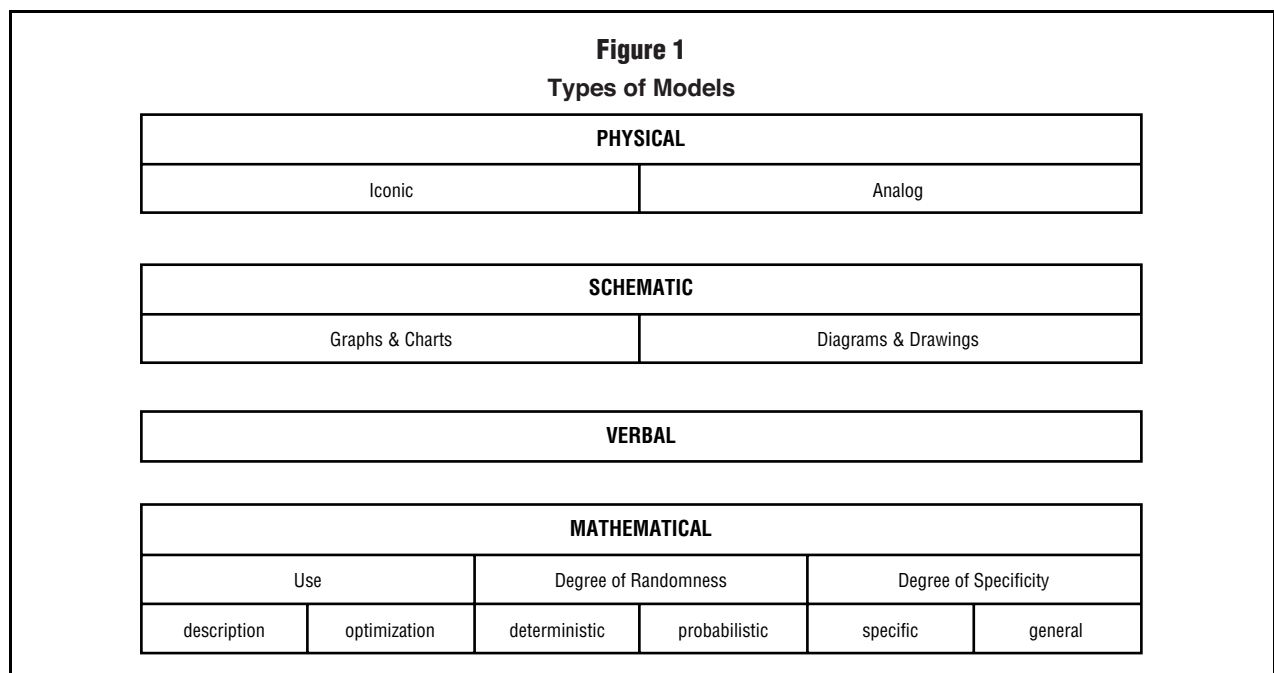 Figure 1
Types of Models
PHYSICAL
Iconic Analog
SCHEMATIC
Graphs & Charts Diagrams & Drawings
VERBAL
MATHEMATICAL
Use Degree of Randomness Degree of Specificity
description optimization deterministic probabilistic specific general